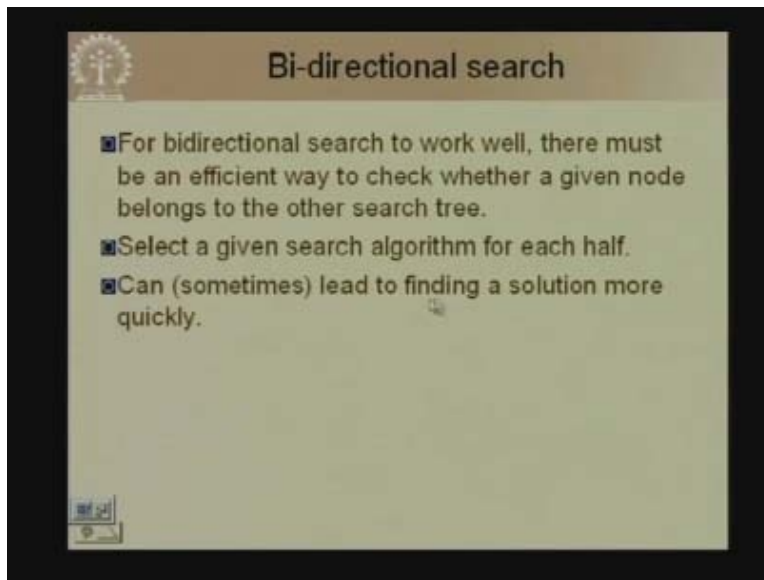 Bi-directional search
For bidirectional search to work well, there must
be an efficient way to check whether a given node
belongs to the other search tree.
Select a given search algorithm for each half.
Can (sometimes) lead to finding a solution more
quickly.